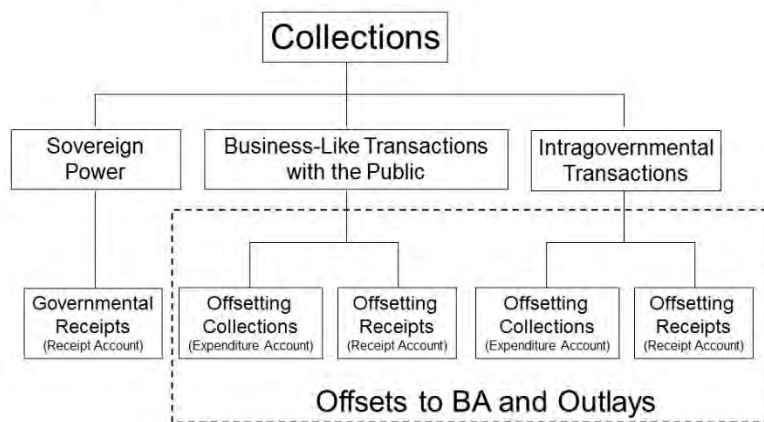 Collections
Sovereign
Power
Business-Like Transactions
with the Public
Intragovernmental
Transactions
Governmental
Receipts
(Receipt Account)
Offsetting
Collections
(Expenditure Account)
Offsetting
Receipts
(Receipt Account)
Offsetting
Collections
(Expenditure Account)
Offsetting
Receipts
(Receipt Account)
Offsets to BA and Outlays